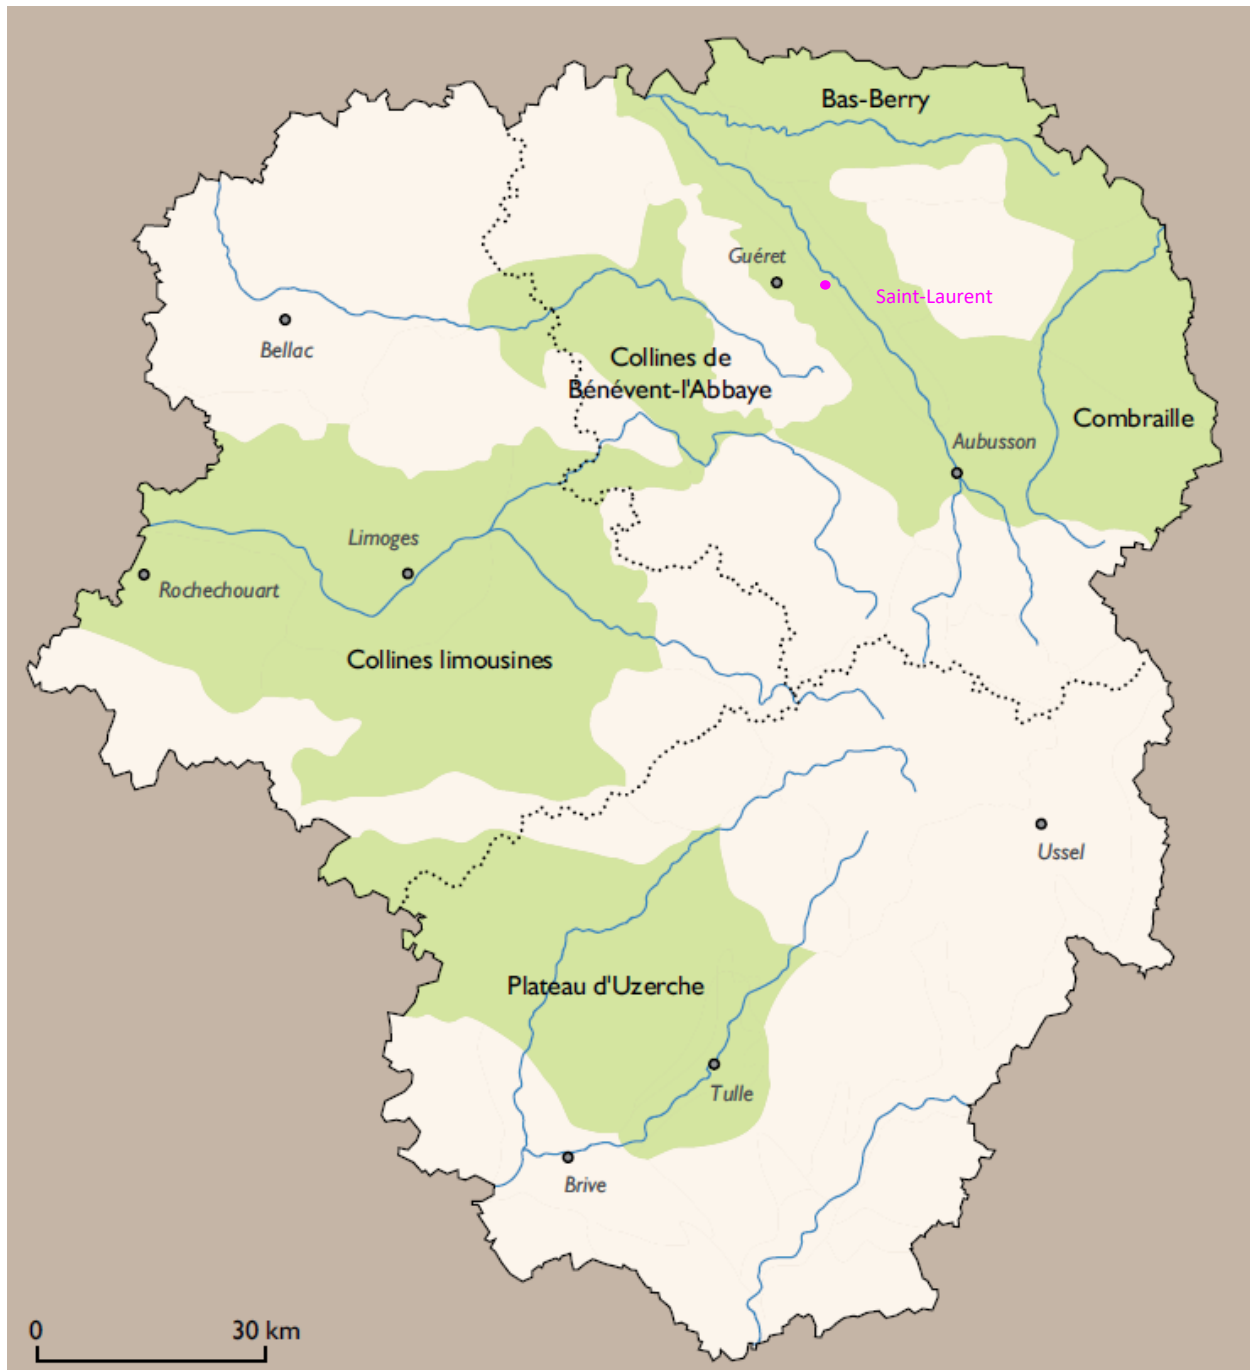 Bas-Berry
Guéret
Saint-Laurent
Bellac
Collines de
Bénévent-l'Abbaye
Combraille
Aubusson
Limoges
Rochechouart
Collines limousines
Ussel
Plateau d'Uzerche
Tulle
Brive
0 30 km